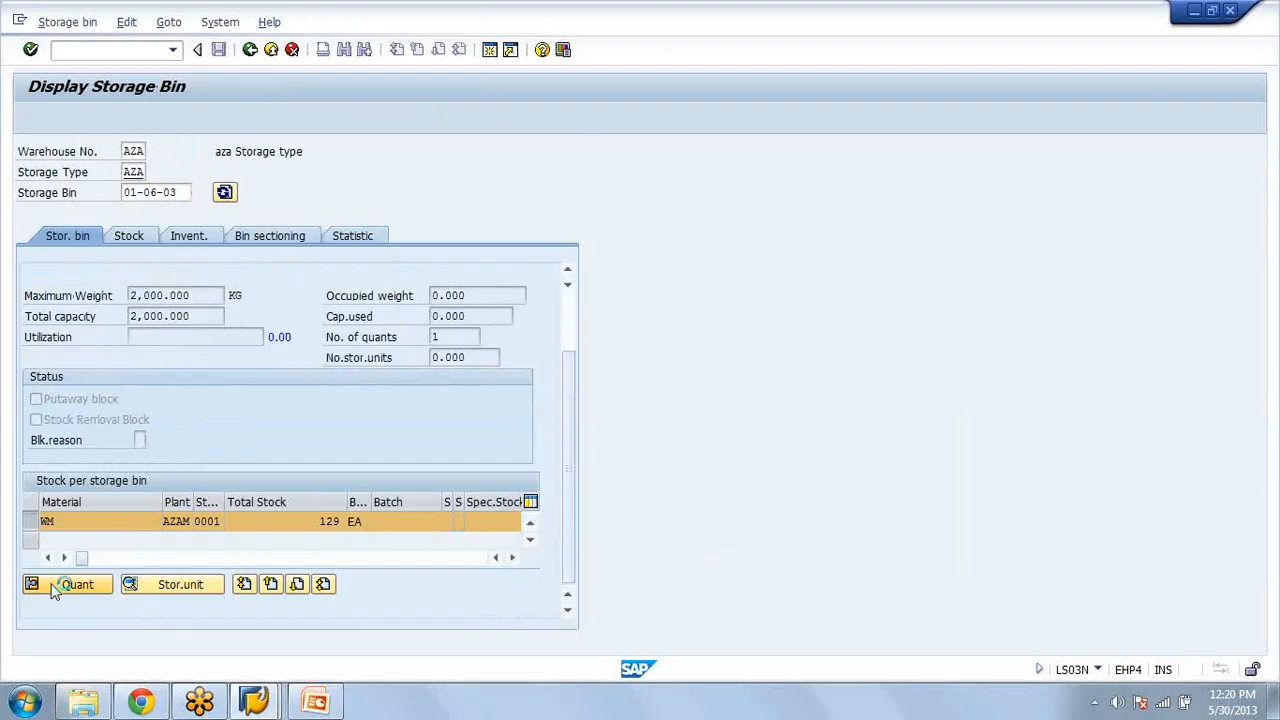 Storage bin Edit Goto System Help
Display Storage Bin
Warehouse No. AZA aza Storage type
Storage Type AZA
Storage Bin 01-06-03
Stor. bin Stock Invent. Bin sectioning Statistic
Maximum Weight 2,000.000 KG Occupied weight 0.000
Total capacity 2,000.000 Cap.used 0.000
Utilization 0.00 No. of quants 1
No.stor.units 0.000
Status
Putaway block
Stock Removal Block
Blk.reason
Stock per storage bin
Material Plant St... Total Stock B... Batch S S Spec.Stock
WM AZAM 0001 129 EA
Quant Stor.unit
SAP
LS03N EHP4 INS
12:20 PM
5/30/2013